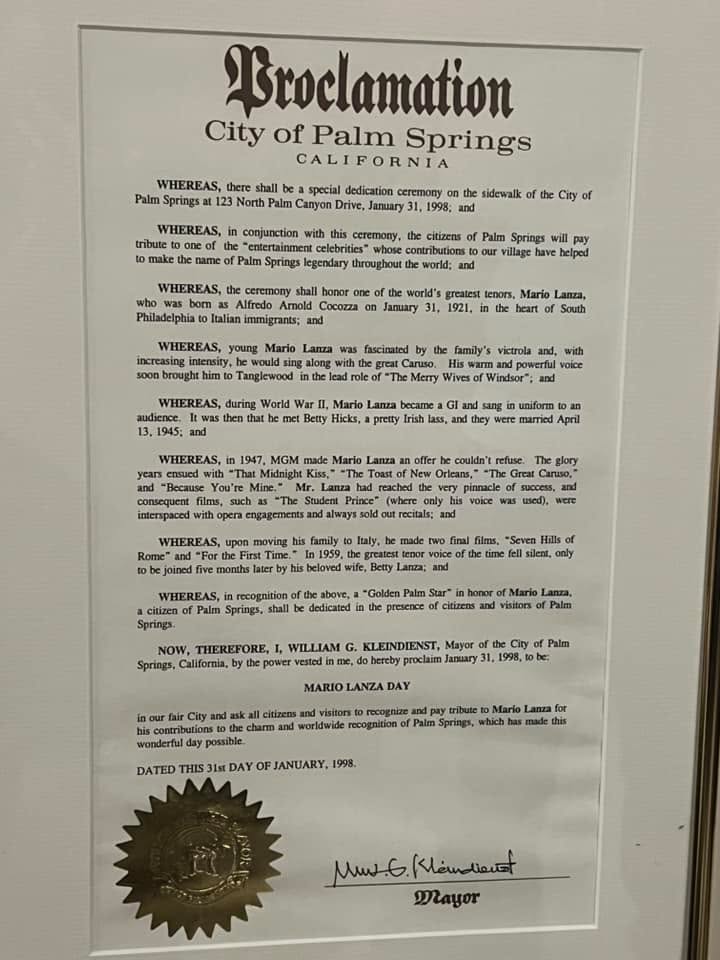 Proclamation
City of Palm Springs
CALIFORNIA
WHEREAS, there shall be a special dedication ceremony on the sidewalk of the City of
Palm Springs at 123 North Palm Canyon Drive, January 31, 1998; and
WHEREAS, in conjunction with this ceremony, the citizens of Palm Springs will pay
tribute to one of the "entertainment celebrities" whose contributions to our village have helped
to make the name of Palm Springs legendary throughout the world; and
WHEREAS, the ceremony shall honor one of the world's greatest tenors, Mario Lanza,
who was born as Alfredo Arnold Cocozza on January 31, 1921, in the heart of South
Philadelphia to Italian immigrants; and
WHEREAS, young Mario Lanza was fascinated by the family's victrola and, with
increasing intensity, he would sing along with the great Caruso. His warm and powerful voice
soon brought him to Tanglewood in the lead role of "The Merry Wives of Windsor"; and
WHEREAS, during World War II, Mario Lanza became a GI and sang in uniform to an
audience. It was then that he met Betty Hicks, a pretty Irish lass, and they were married April
13, 1945; and
WHEREAS, in 1947, MGM made Mario Lanza an offer he couldn't refuse. The glory
years ensued with "That Midnight Kiss," "The Toast of New Orleans," "The Great Caruso,"
and "Because You're Mine." Mr. Lanza had reached the very pinnacle of success, and
consequent films, such as "The Student Prince" (where only his voice was used), were
interspaced with opera engagements and always sold out recitals; and
WHEREAS, upon moving his family to Italy, he made two final films, "Seven Hills of
Rome" and "For the First Time." In 1959, the greatest tenor voice of the time fell silent, only
to be joined five months later by his beloved wife, Betty Lanza; and
WHEREAS, in recognition of the above, a "Golden Palm Star" in honor of Mario Lanza,
a citizen of Palm Springs, shall be dedicated in the presence of citizens and visitors of Palm
Springs.
NOW, THEREFORE, I, WILLIAM G. KLEINDIENST, Mayor of the City of Palm
Springs, California, by the power vested in me, do hereby proclaim January 31, 1998, to be:
MARIO LANZA DAY
in our fair City and ask all citizens and visitors to recognize and pay tribute to Mario Lanza for
his contributions to the charm and worldwide recognition of Palm Springs, which has made this
wonderful day possible.
DATED THIS 31st DAY OF JANUARY, 1998.
G. Kleindienst
Mayor